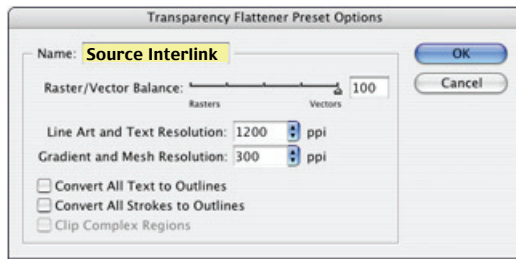 Transparency Flattener Preset Options
Name: Source Interlink
OK
Raster/Vector Balance: 100
Cancel
Rasters Vectors
Line Art and Text Resolution: 1200 ppi
Gradient and Mesh Resolution: 300 ppi
Convert All Text to Outlines
Convert All Strokes to Outlines
Clip Complex Regions